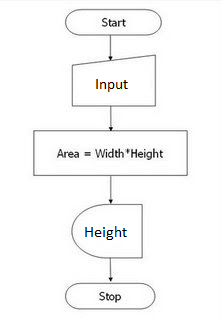 Start
Input
Area = Width*Height
Height
Stop